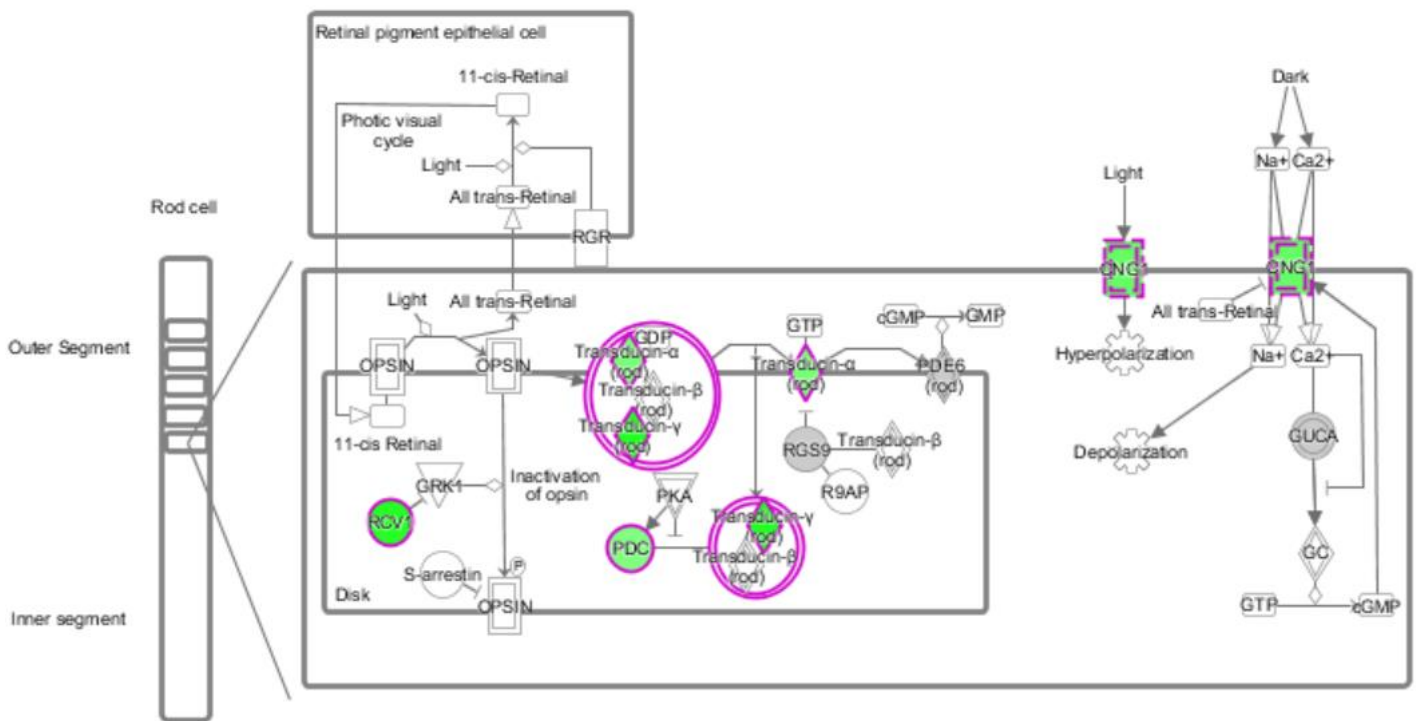 Retinal pigment epithelial cell
11-cis-Retinal
Photic visual
cycle
Light
All trans-Retinal
RGR
Rod cell
Outer Segment
Inner segment
Dark
Na+
Ca2+
Light
CNG1
CNG1
All trans-Retinal
Hyperpolarization
Na+
Ca2+
Depolarization
GUCA
GC
GTP
cGMP
Light
All trans-Retinal
OPSIN
OPSIN
11-cis Retinal
GDP
Transducin-α
(rod)
Transducin-β
(rod)
Transducin-γ
(rod)
GTP
Transducin-α
(rod)
cGMP
GMP
PDE6
(rod)
RGS9
Transducin-β
(rod)
R9AP
GRK1
Inactivation
of opsin
RCV1
PKA
PDC
Transducin-γ
(rod)
Transducin-β
(rod)
S-arrestin
P
OPSIN
Disk